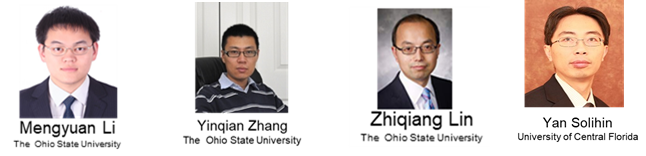 Mengyuan Li
The Ohio State University
Yinqian Zhang
The Ohio State University
Zhiqiang Lin
The Ohio State University
Yan Solihin
University of Central Florida